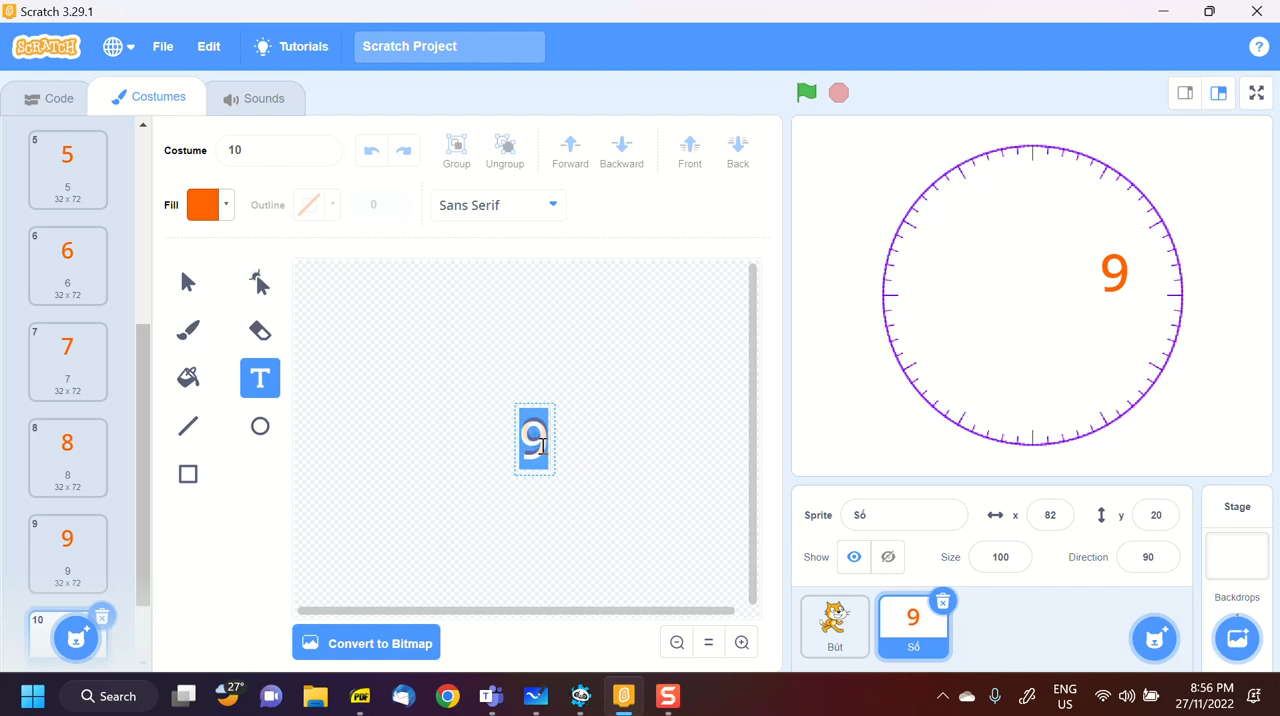 Scratch 3.29.1
SCRATCH
File
Edit
Tutorials
Scratch Project
?
Code
Costumes
Sounds
5
5
5
32 x 72
6
6
6
32 x 72
7
7
7
32 x 72
8
8
8
32 x 72
9
9
9
32 x 72
10
Costume
10
Group
Ungroup
Forward
Backward
Front
Back
Fill
Outline
0
Sans Serif
T
9
Convert to Bitmap
9
Sprite
Số
x
82
y
20
Show
Size
100
Direction
90
Bút
9
Số
Stage
Backdrops
27°
Search
PDF
T
S
ENG
US
8:56 PM
27/11/2022